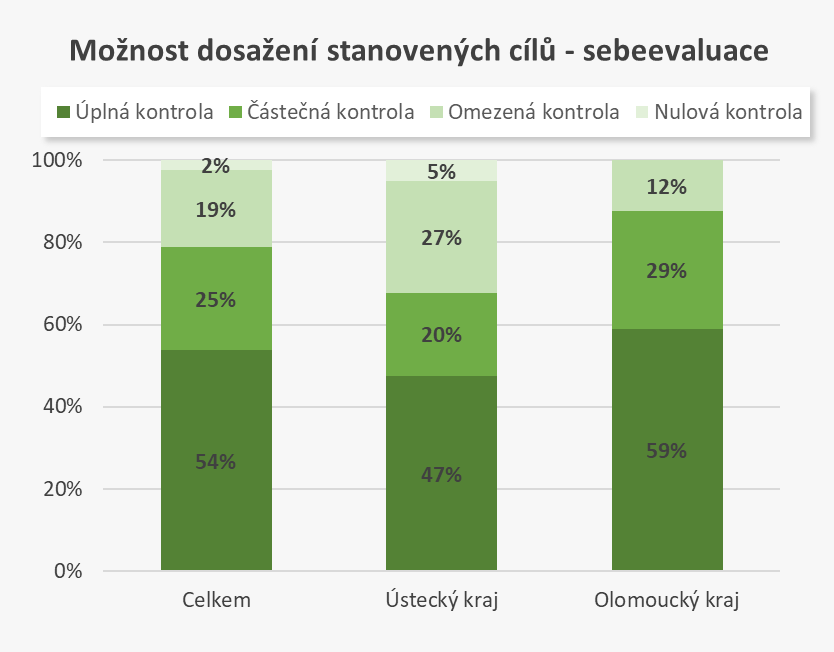 Možnost dosažení stanovených cílů - sebeevaluace
Úplná kontrola Částečná kontrola Omezená kontrola Nulová kontrola
100% 2% 5% 12%
19% 27%
80%
25% 20% 29%
60%
40%
54% 47% 59%
20%
0%
Celkem Ústecký kraj Olomoucký kraj